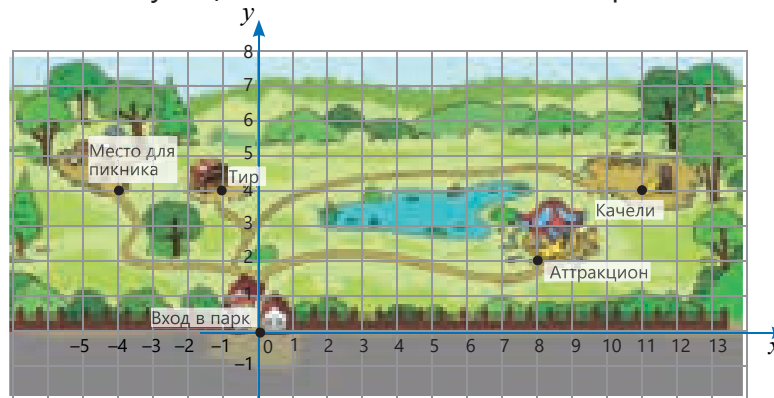 y
8
7
6
5
4
3
2
–1
Место для
пикника
Тир
Качели
Аттракцион
Вход в парк
–5 –4 –3 –2 –1 0 1 2 3 4 5 6 7 8 9 10 11 12 13